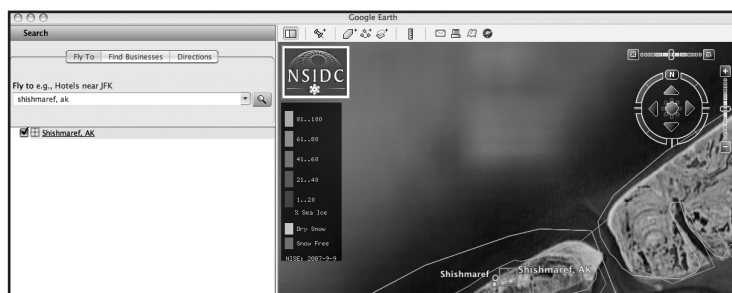 Google Earth
Search
Fly To Find Businesses Directions
Fly to e.g., Hotels near JFK
shishmaref, ak
Shishmaref, AK
NSIDC
N
81..100
61..80
41..60
21..40
1..20
% Sea Ice
Dry Snow
Snow Free
NISE: 2007-9-9
Shishmaref Shishmaref, AK